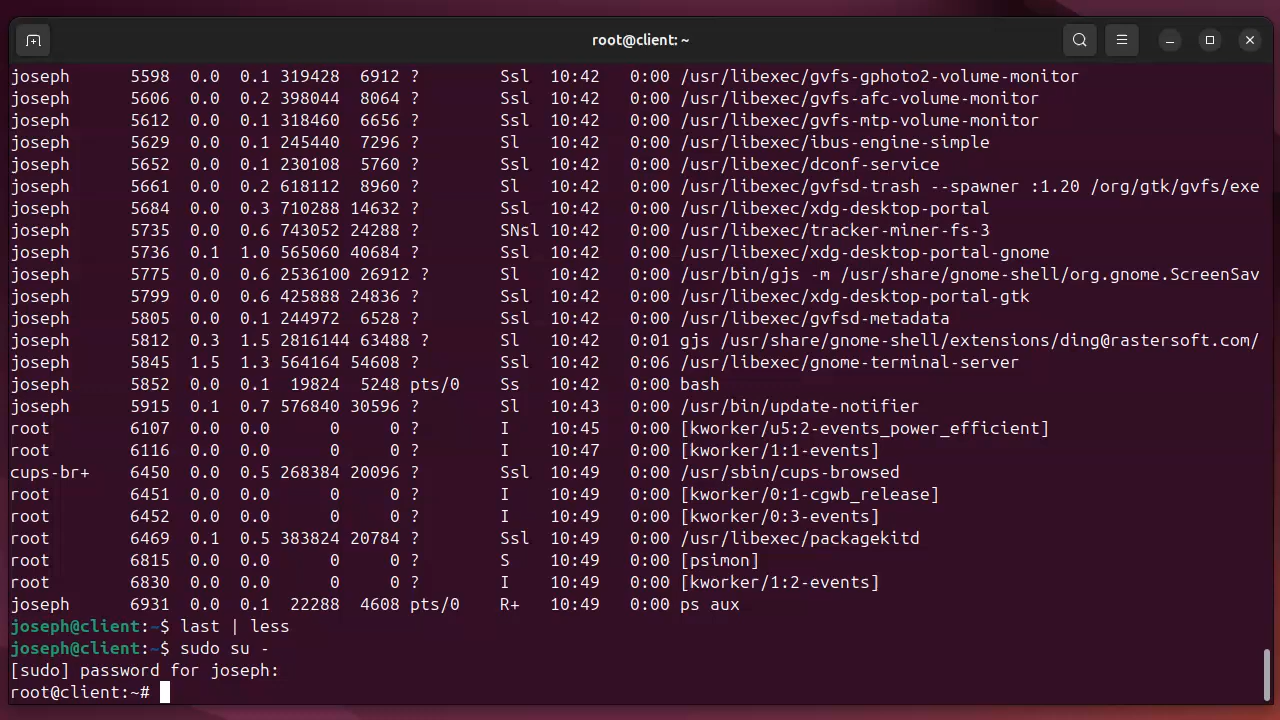 root@client: ~
joseph 5598 0.0 0.1 319428 6912 ? Ssl 10:42 0:00 /usr/libexec/gvfs-gphoto2-volume-monitor
joseph 5606 0.0 0.2 398044 8064 ? Ssl 10:42 0:00 /usr/libexec/gvfs-afc-volume-monitor
joseph 5612 0.0 0.1 318460 6656 ? Ssl 10:42 0:00 /usr/libexec/gvfs-mtp-volume-monitor
joseph 5629 0.0 0.1 245440 7296 ? Sl 10:42 0:00 /usr/libexec/ibus-engine-simple
joseph 5652 0.0 0.1 230108 5760 ? Ssl 10:42 0:00 /usr/libexec/dconf-service
joseph 5661 0.0 0.2 618112 8960 ? Sl 10:42 0:00 /usr/libexec/gvfsd-trash --spawner :1.20 /org/gtk/gvfs/exe
joseph 5684 0.0 0.3 710288 14632 ? Ssl 10:42 0:00 /usr/libexec/xdg-desktop-portal
joseph 5735 0.0 0.6 743052 24288 ? SNsl 10:42 0:00 /usr/libexec/tracker-miner-fs-3
joseph 5736 0.1 1.0 565060 40684 ? Ssl 10:42 0:00 /usr/libexec/xdg-desktop-portal-gnome
joseph 5775 0.0 0.6 2536100 26912 ? Sl 10:42 0:00 /usr/bin/gjs -m /usr/share/gnome-shell/org.gnome.ScreenSav
joseph 5799 0.0 0.6 425888 24836 ? Ssl 10:42 0:00 /usr/libexec/xdg-desktop-portal-gtk
joseph 5805 0.0 0.1 244972 6528 ? Ssl 10:42 0:00 /usr/libexec/gvfsd-metadata
joseph 5812 0.3 1.5 2816144 63488 ? Sl 10:42 0:01 gjs /usr/share/gnome-shell/extensions/ding@rastersoft.com/
joseph 5845 1.5 1.3 564164 54608 ? Ssl 10:42 0:06 /usr/libexec/gnome-terminal-server
joseph 5852 0.0 0.1 19824 5248 pts/0 Ss 10:42 0:00 bash
joseph 5915 0.1 0.7 576840 30596 ? Sl 10:43 0:00 /usr/bin/update-notifier
root 6107 0.0 0.0 0 0 ? I 10:45 0:00 [kworker/u5:2-events_power_efficient]
root 6116 0.0 0.0 0 0 ? I 10:47 0:00 [kworker/1:1-events]
cups-br+ 6450 0.0 0.5 268384 20096 ? Ssl 10:49 0:00 /usr/sbin/cups-browsed
root 6451 0.0 0.0 0 0 ? I 10:49 0:00 [kworker/0:1-cgwb_release]
root 6452 0.0 0.0 0 0 ? I 10:49 0:00 [kworker/0:3-events]
root 6469 0.1 0.5 383824 20784 ? Ssl 10:49 0:00 /usr/libexec/packagekitd
root 6815 0.0 0.0 0 0 ? S 10:49 0:00 [psimon]
root 6830 0.0 0.0 0 0 ? I 10:49 0:00 [kworker/1:2-events]
joseph 6931 0.0 0.1 22288 4608 pts/0 R+ 10:49 0:00 ps aux
joseph@client:~$ last | less
joseph@client:~$ sudo su -
[sudo] password for joseph:
root@client:~#